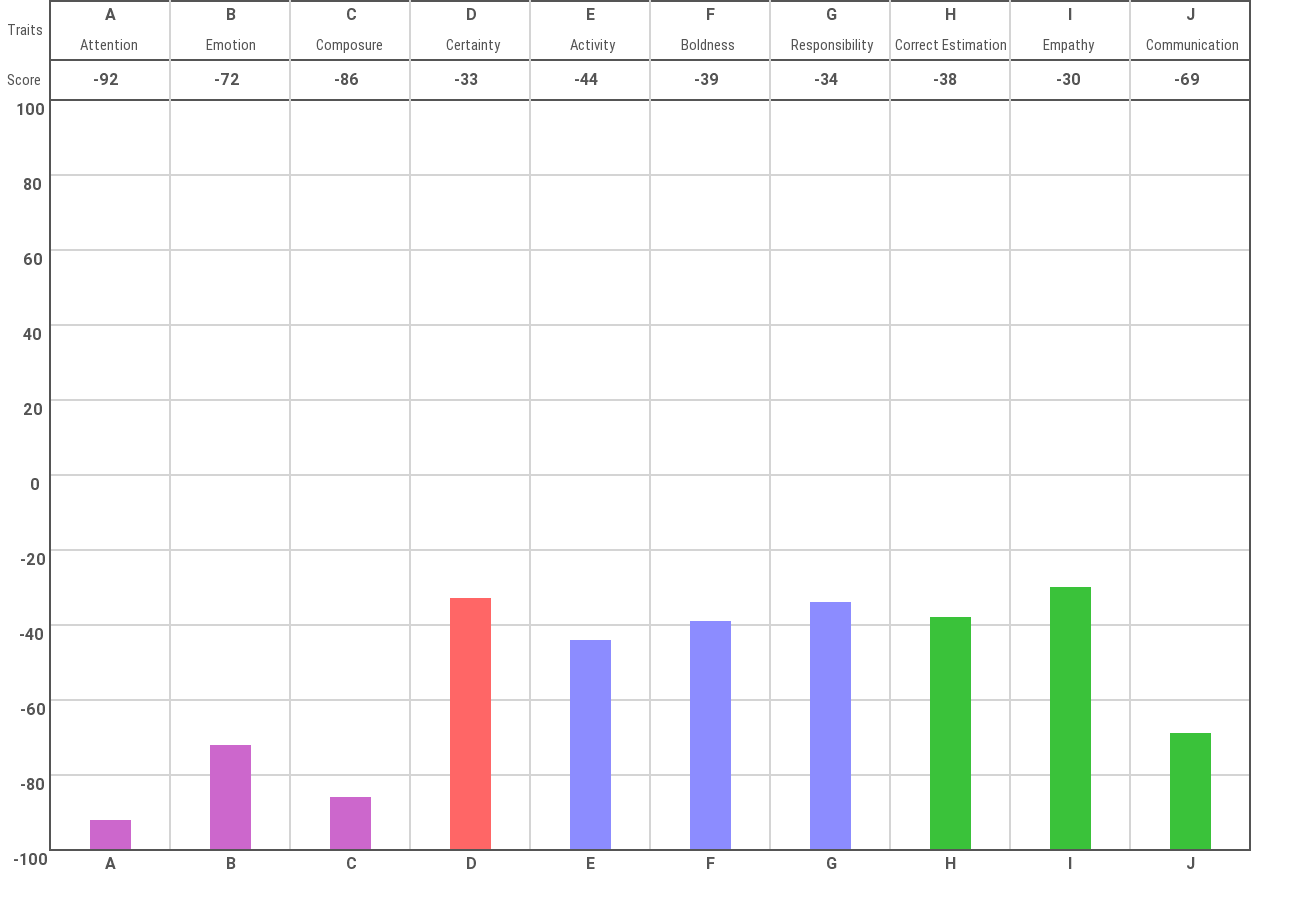 A B C D E F G H I J
Traits Attention Emotion Composure Certainty Activity Boldness Responsibility Correct Estimation Empathy Communication
Score -92 -72 -86 -33 -44 -39 -34 -38 -30 -69
100
80
60
40
20
0
-20
-40
-60
-80
-100
A B C D E F G H I J